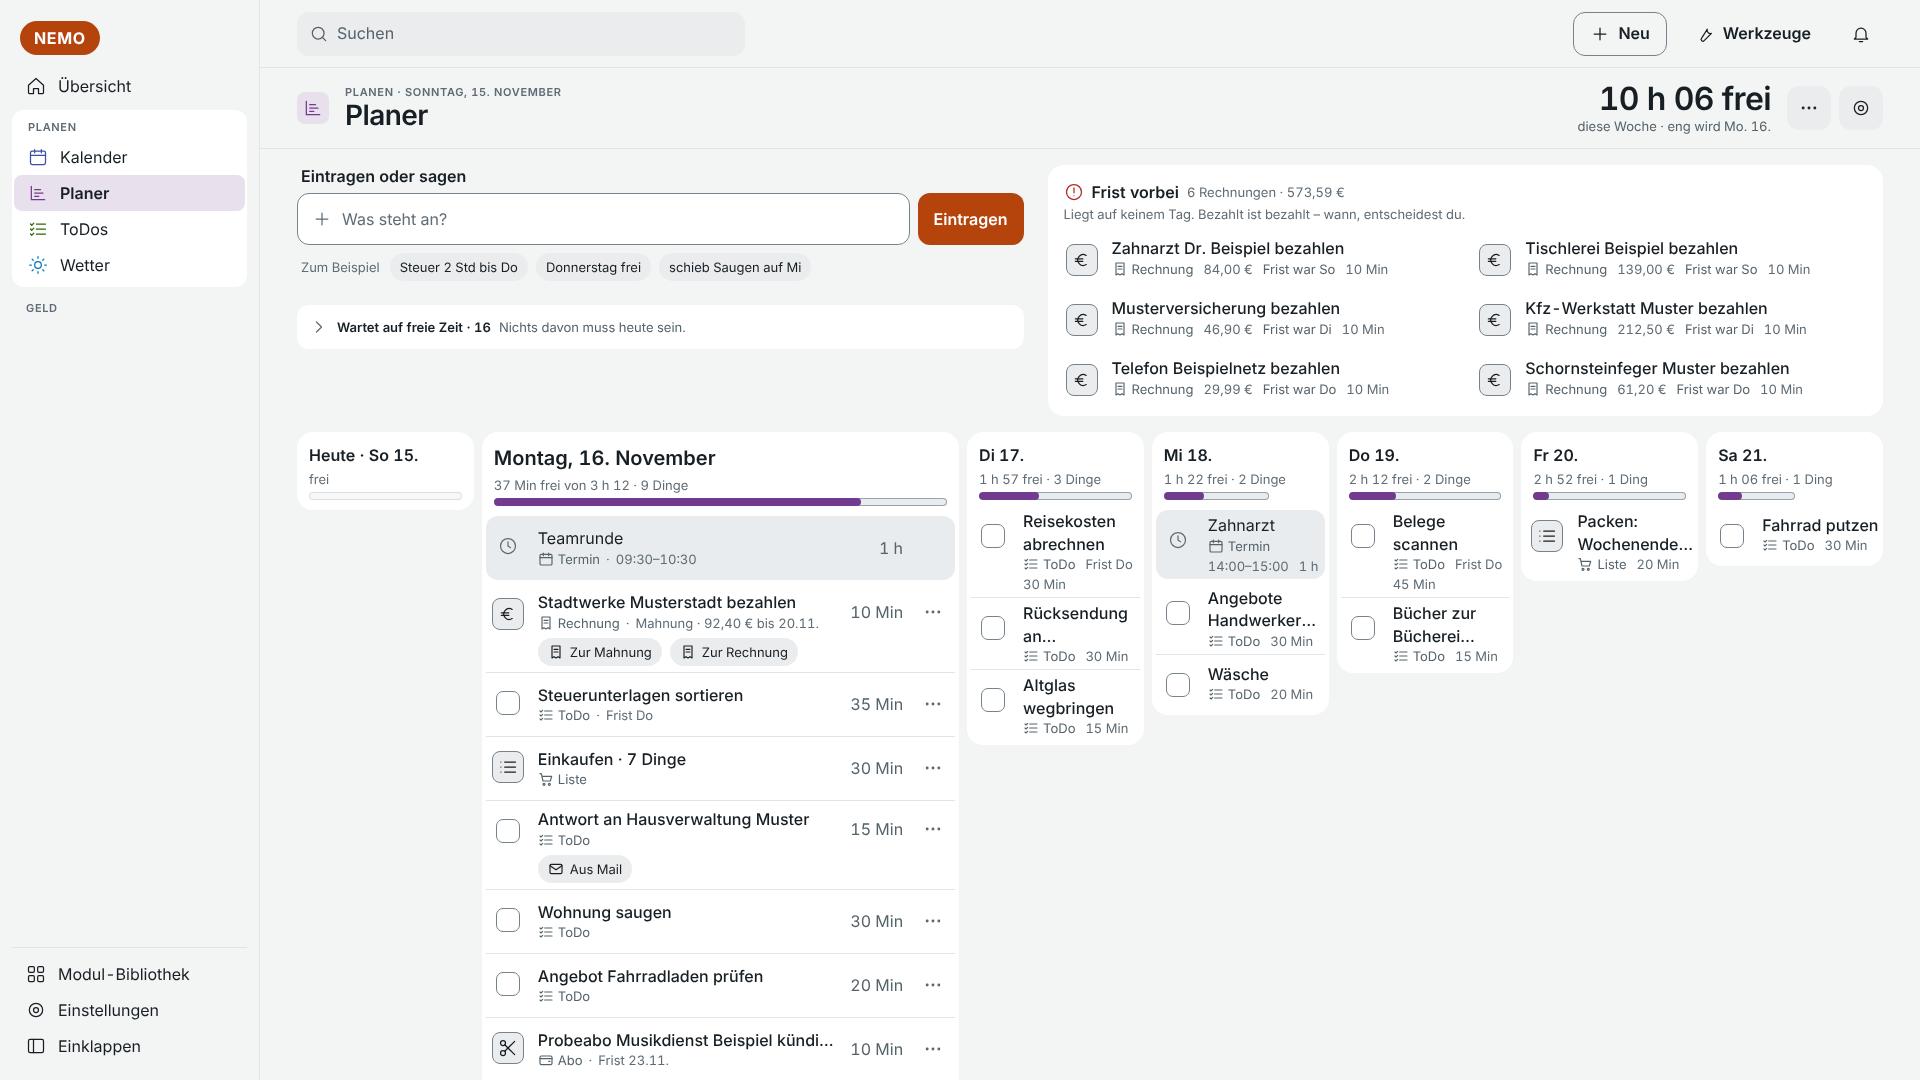 NEMO
Suchen
Neu
Werkzeuge
Übersicht
PLANEN
Kalender
Planer
ToDos
Wetter
GELD
Modul-Bibliothek
Einstellungen
Einklappen
PLANEN · SONNTAG, 15. NOVEMBER
Planer
10 h 06 frei
diese Woche · eng wird Mo. 16.
Eintragen oder sagen
Was steht an?
Eintragen
Zum Beispiel
Steuer 2 Std bis Do
Donnerstag frei
schieb Saugen auf Mi
Wartet auf freie Zeit · 16 Nichts davon muss heute sein.
Frist vorbei 6 Rechnungen · 573,59 €
Liegt auf keinem Tag. Bezahlt ist bezahlt – wann, entscheidest du.
Zahnarzt Dr. Beispiel bezahlen
Rechnung 84,00 € Frist war So 10 Min
Tischlerei Beispiel bezahlen
Rechnung 139,00 € Frist war So 10 Min
Musterversicherung bezahlen
Rechnung 46,90 € Frist war Di 10 Min
Kfz-Werkstatt Muster bezahlen
Rechnung 212,50 € Frist war Di 10 Min
Telefon Beispielnetz bezahlen
Rechnung 29,99 € Frist war Do 10 Min
Schornsteinfeger Muster bezahlen
Rechnung 61,20 € Frist war Do 10 Min
Heute · So 15.
frei
Montag, 16. November
37 Min frei von 3 h 12 · 9 Dinge
Teamrunde
Termin · 09:30–10:30
1 h
Stadtwerke Musterstadt bezahlen
Rechnung · Mahnung · 92,40 € bis 20.11.
10 Min
Zur Mahnung
Zur Rechnung
Steuerunterlagen sortieren
ToDo · Frist Do
35 Min
Einkaufen · 7 Dinge
Liste
30 Min
Antwort an Hausverwaltung Muster
ToDo
15 Min
Aus Mail
Wohnung saugen
ToDo
30 Min
Angebot Fahrradladen prüfen
ToDo
20 Min
Probeabo Musikdienst Beispiel kündi...
Abo · Frist 23.11.
10 Min
Di 17.
1 h 57 frei · 3 Dinge
Reisekosten
abrechnen
ToDo Frist Do
30 Min
Rücksendung
an...
ToDo 30 Min
Altglas
wegbringen
ToDo 15 Min
Mi 18.
1 h 22 frei · 2 Dinge
Zahnarzt
Termin
14:00–15:00 1 h
Angebote
Handwerker...
ToDo 30 Min
Wäsche
ToDo 20 Min
Do 19.
2 h 12 frei · 2 Dinge
Belege
scannen
ToDo Frist Do
45 Min
Bücher zur
Bücherei...
ToDo 15 Min
Fr 20.
2 h 52 frei · 1 Ding
Packen:
Wochenende...
Liste 20 Min
Sa 21.
1 h 06 frei · 1 Ding
Fahrrad putzen
ToDo 30 Min